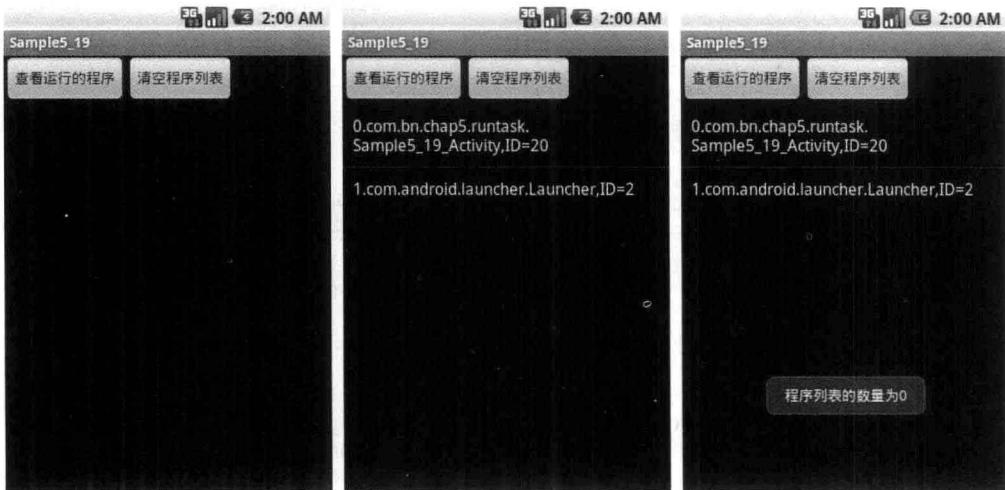 3G 2:00 AM
Sample5_19
查看运行的程序 清空程序列表
3G 2:00 AM
Sample5_19
查看运行的程序 清空程序列表
0.com.bn.chap5.runtask.
Sample5_19_Activity,ID=20
1.com.android.launcher.Launcher,ID=2
3G 2:00 AM
Sample5_19
查看运行的程序 清空程序列表
0.com.bn.chap5.runtask.
Sample5_19_Activity,ID=20
1.com.android.launcher.Launcher,ID=2
程序列表的数量为0